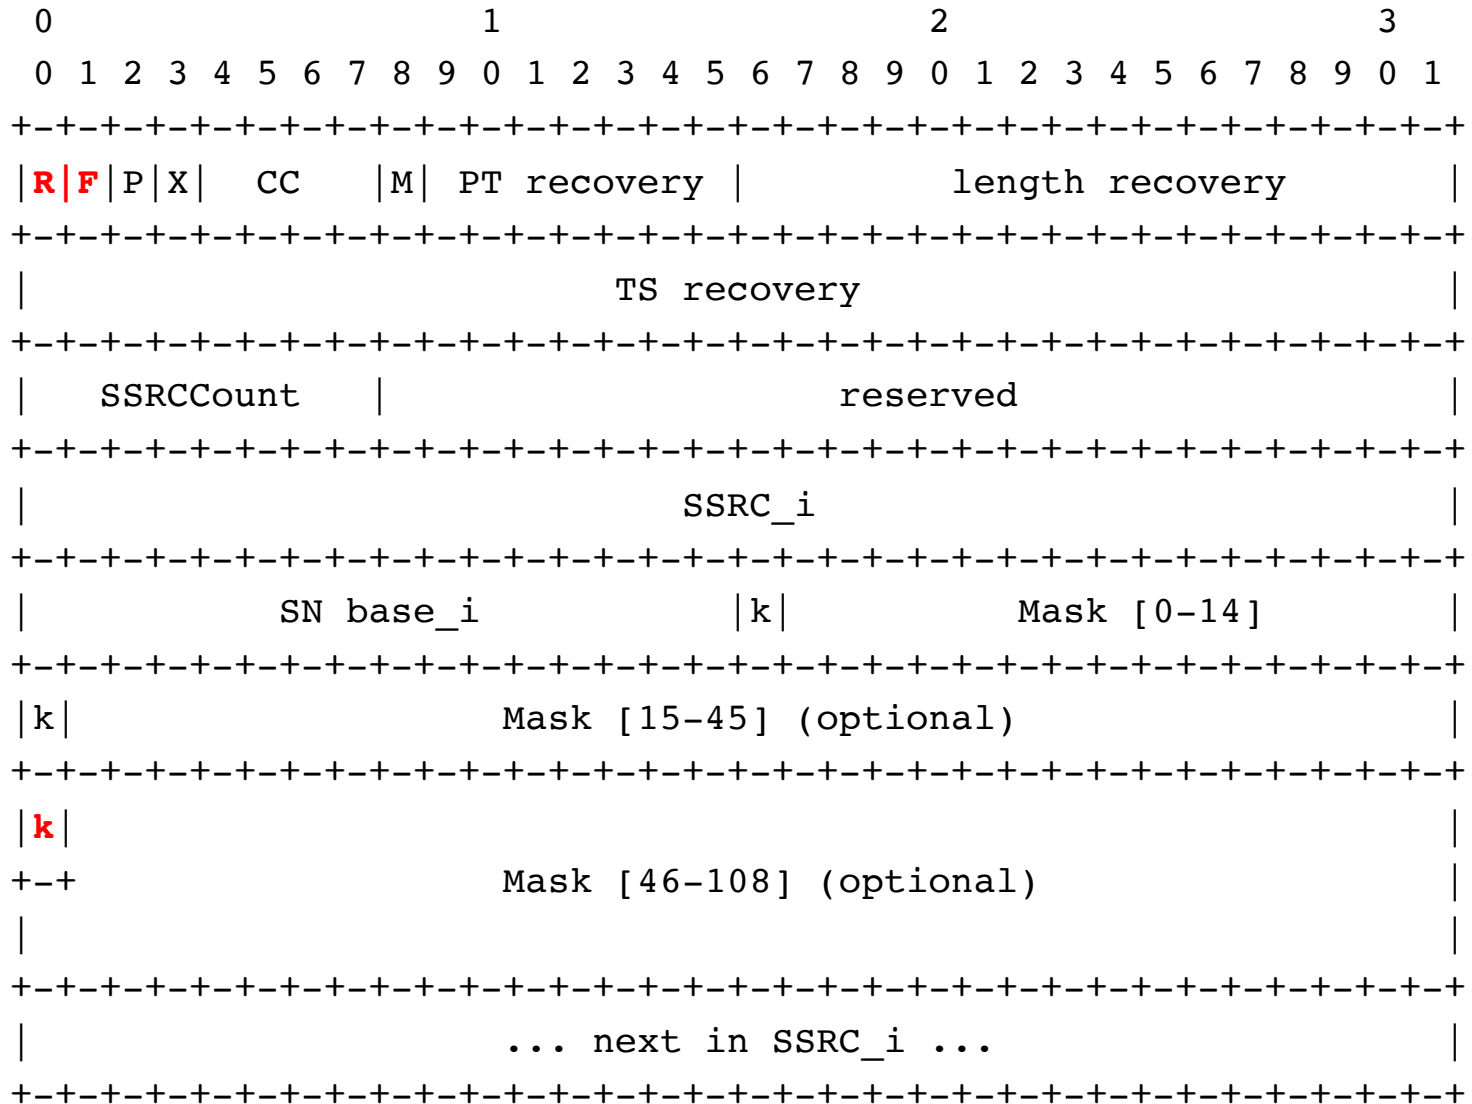 0                   1                   2                   3
 0 1 2 3 4 5 6 7 8 9 0 1 2 3 4 5 6 7 8 9 0 1 2 3 4 5 6 7 8 9 0 1
+-+-+-+-+-+-+-+-+-+-+-+-+-+-+-+-+-+-+-+-+-+-+-+-+-+-+-+-+-+-+-+-+
|R|F|P|X|  CC   |M| PT recovery |         length recovery       |
+-+-+-+-+-+-+-+-+-+-+-+-+-+-+-+-+-+-+-+-+-+-+-+-+-+-+-+-+-+-+-+-+
|                          TS recovery                          |
+-+-+-+-+-+-+-+-+-+-+-+-+-+-+-+-+-+-+-+-+-+-+-+-+-+-+-+-+-+-+-+-+
|   SSRCCount   |                    reserved                   |
+-+-+-+-+-+-+-+-+-+-+-+-+-+-+-+-+-+-+-+-+-+-+-+-+-+-+-+-+-+-+-+-+
|                             SSRC_i                            |
+-+-+-+-+-+-+-+-+-+-+-+-+-+-+-+-+-+-+-+-+-+-+-+-+-+-+-+-+-+-+-+-+
|           SN base_i           |k|          Mask [0-14]        |
+-+-+-+-+-+-+-+-+-+-+-+-+-+-+-+-+-+-+-+-+-+-+-+-+-+-+-+-+-+-+-+-+
|k|                   Mask [15-45] (optional)                   |
+-+-+-+-+-+-+-+-+-+-+-+-+-+-+-+-+-+-+-+-+-+-+-+-+-+-+-+-+-+-+-+-+
|k|                                                             |
+-+                   Mask [46-108] (optional)                  |
|                                                               |
+-+-+-+-+-+-+-+-+-+-+-+-+-+-+-+-+-+-+-+-+-+-+-+-+-+-+-+-+-+-+-+-+
|                     ... next in SSRC_i ...                    |
+-+-+-+-+-+-+-+-+-+-+-+-+-+-+-+-+-+-+-+-+-+-+-+-+-+-+-+-+-+-+-+-+